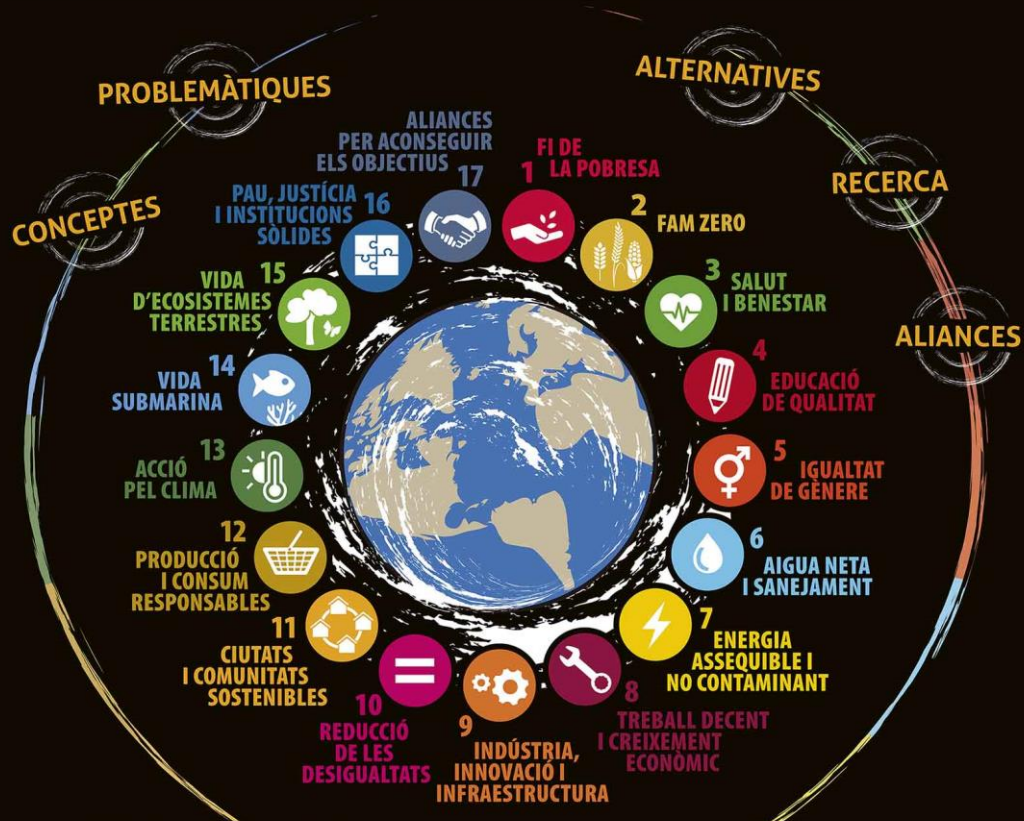 PROBLEMÀTIQUES
ALTERNATIVES
CONCEPTES
RECERCA
ALIANCES
1
FI DE
LA POBRESA
2
FAM ZERO
3
SALUT
I BENESTAR
4
EDUCACIÓ
DE QUALITAT
5
IGUALTAT
DE GÈNERE
6
AIGUA NETA
I SANEJAMENT
7
ENERGIA
ASSEQUIBLE I
NO CONTAMINANT
8
TREBALL DECENT
I CREIXEMENT
ECONÒMIC
9
INDÚSTRIA,
INNOVACIÓ I
INFRAESTRUCTURA
10
REDUCCIÓ
DE LES
DESIGUALTATS
11
CIUTATS
I COMUNITATS
SOSTENIBLES
12
PRODUCCIÓ
I CONSUM
RESPONSABLES
13
ACCIÓ
PEL CLIMA
14
VIDA
SUBMARINA
15
VIDA
D'ECOSISTEMES
TERRESTRES
16
PAU, JUSTÍCIA
I INSTITUCIONS
SÒLIDES
17
ALIANCES
PER ACONSEGUIR
ELS OBJECTIUS